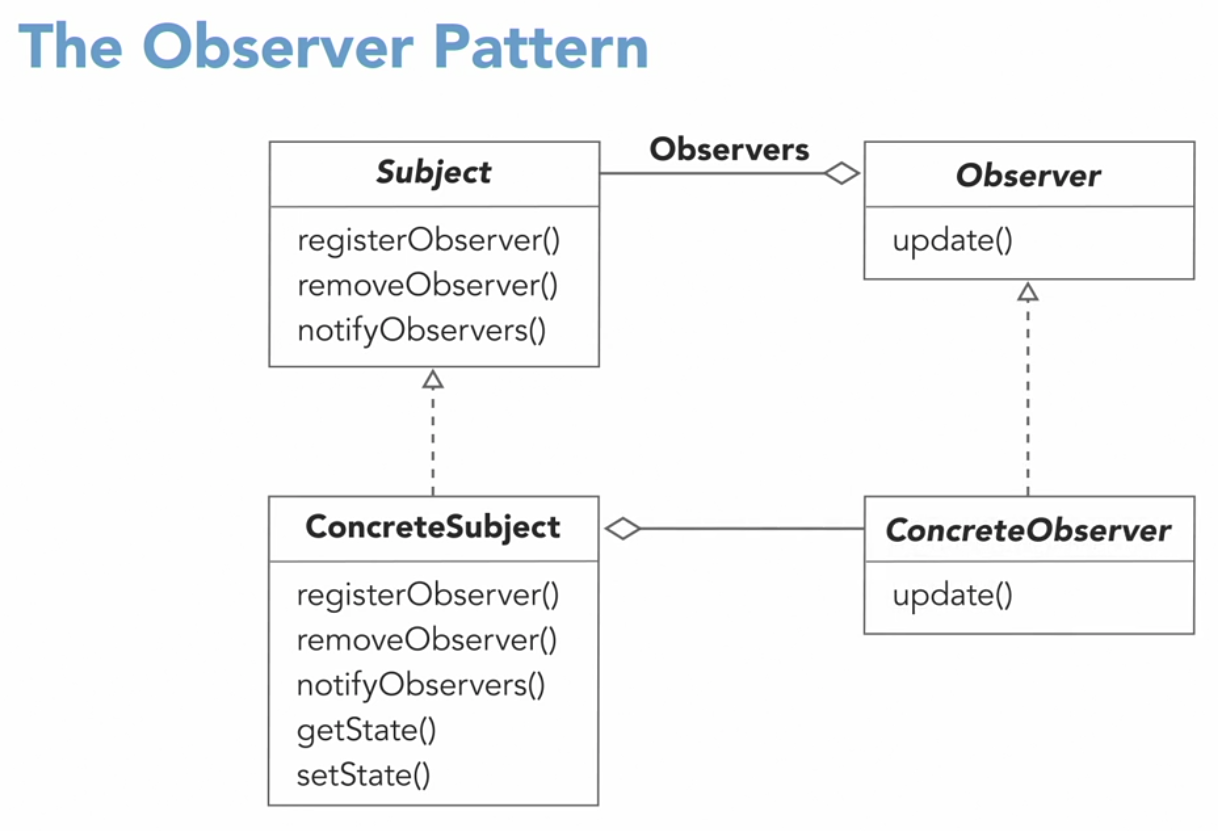 The Observer Pattern
Subject
registerObserver()
removeObserver()
notifyObservers()
Observers
Observer
update()
ConcreteSubject
registerObserver()
removeObserver()
notifyObservers()
getState()
setState()
ConcreteObserver
update()